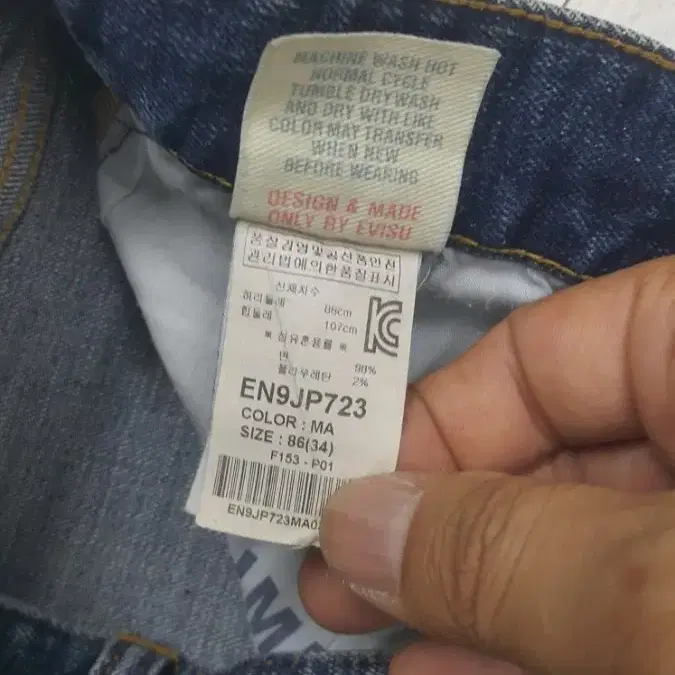 MACHINE WASH HOT
NORMAL CYCLE
TUMBLE DRY WASH
AND DRY WITH LIKE
COLOR MAY TRANSFER
WHEN NEW
BEFORE WEARING
DESIGN & MADE
ONLY BY EVISU
품질경영및공산품안전
관리법에의한품질표시
신체치수
허리둘레 86cm
힙둘레 107cm
※ 섬유혼용률 ※
면 98%
폴리우레탄 2%
EN9JP723
COLOR : MA
SIZE : 86(34)
F153 - P01
EN9JP723MA0